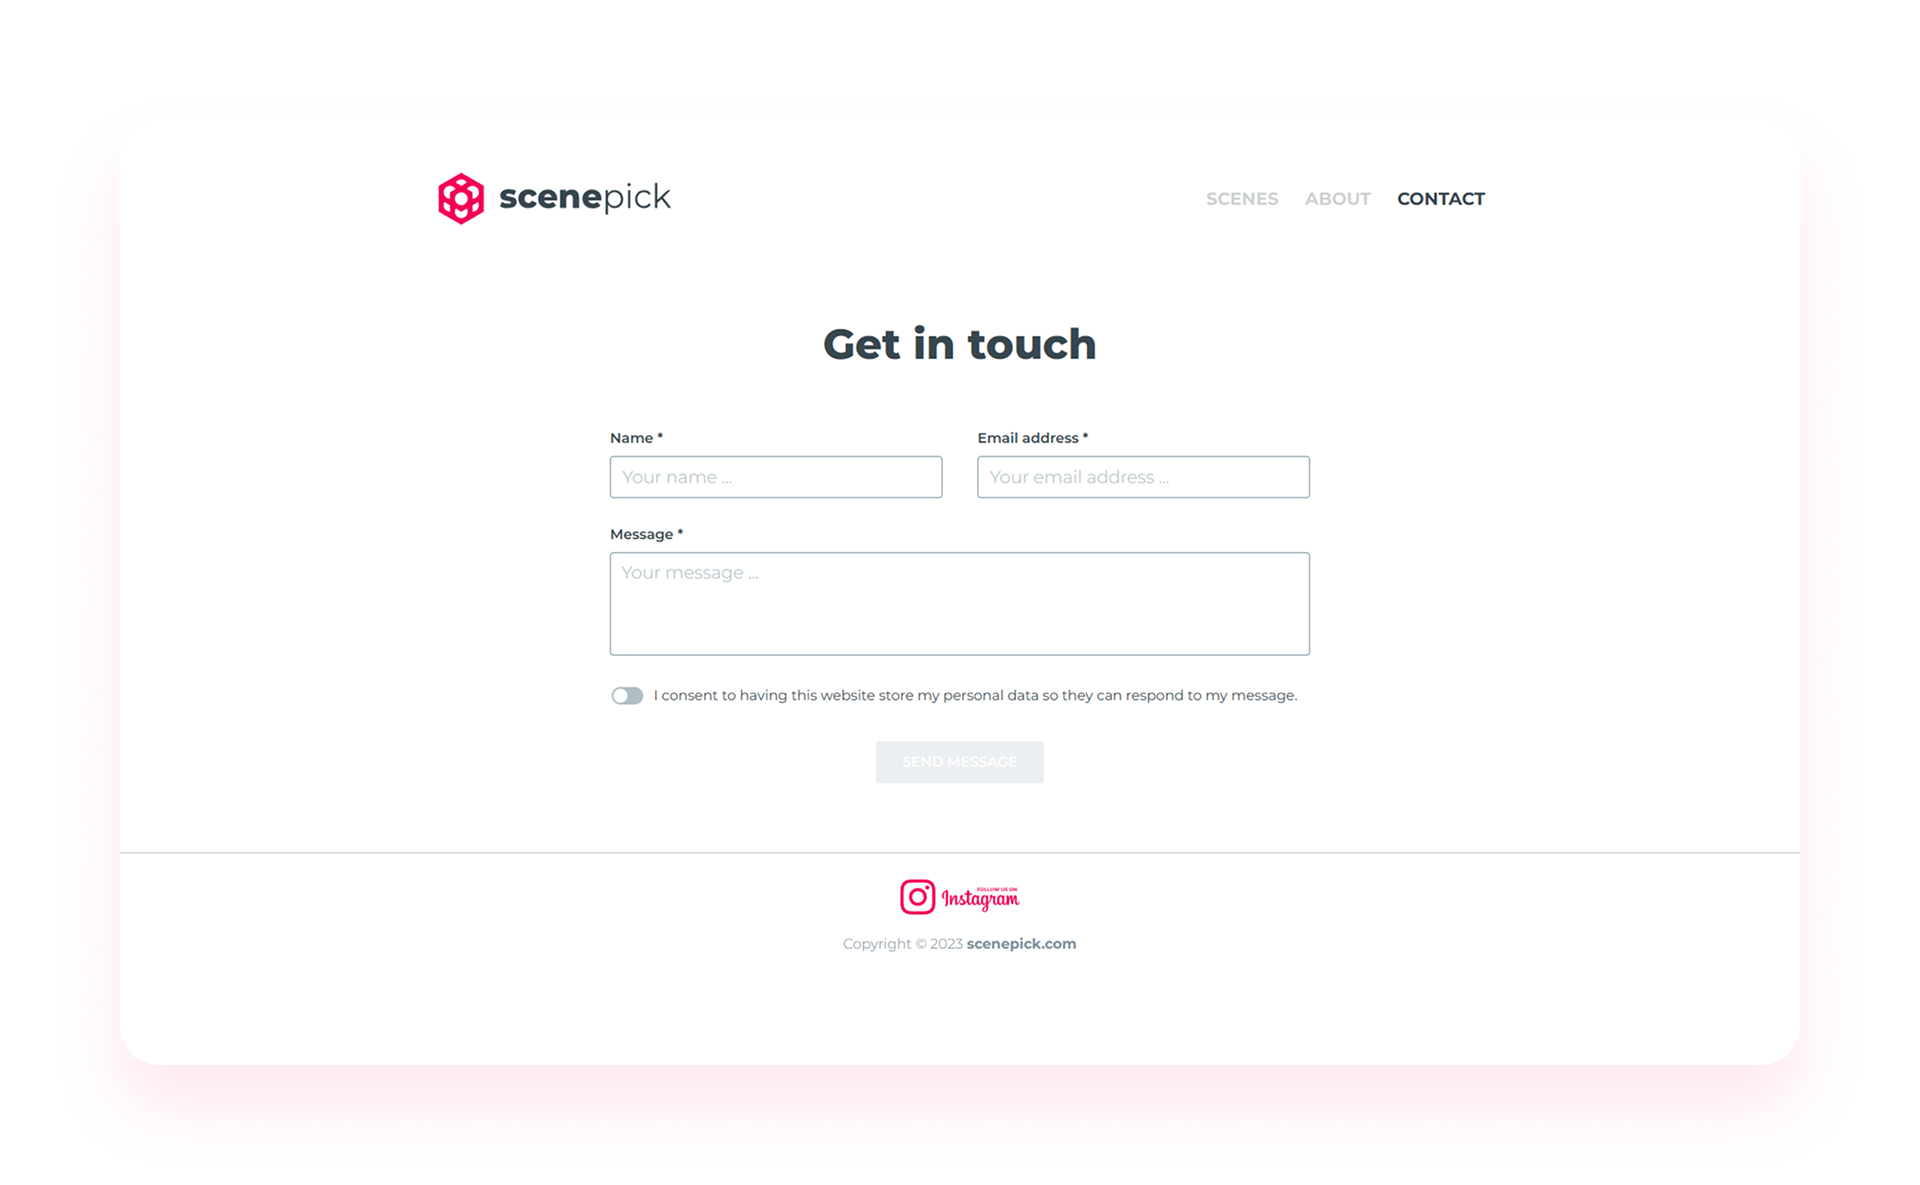 scenepick
SCENES ABOUT CONTACT
Get in touch
Name * Email address *
Your name ... Your email address ...
Message *
Your message ...
I consent to having this website store my personal data so they can respond to my message.
SEND MESSAGE
FOLLOW US ON
Instagram
Copyright © 2023 scenepick.com